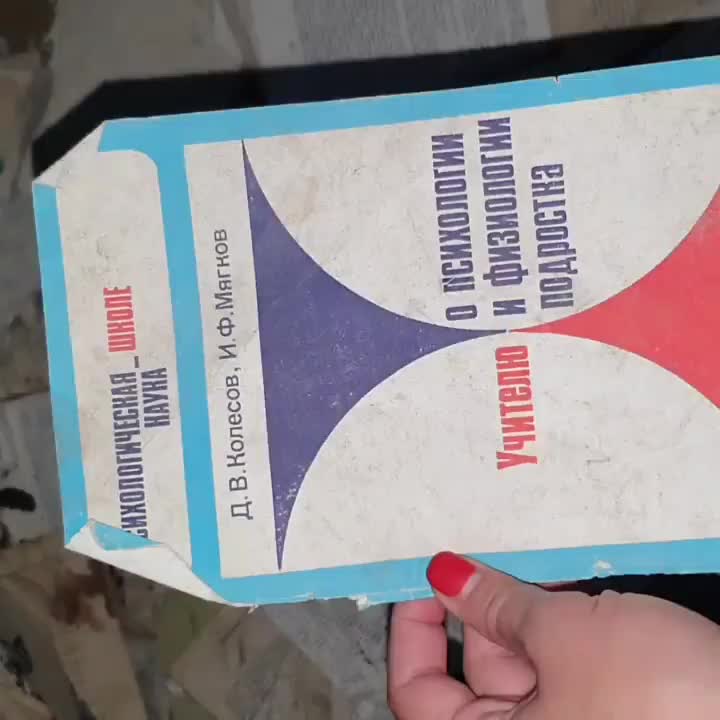 СИХОЛОГИЧЕСКАЯ
НАУКА – ШКОЛЕ
Д.В.Колесов, И.Ф.Мягков
Учителю
о психологии
и физиологии
подростка